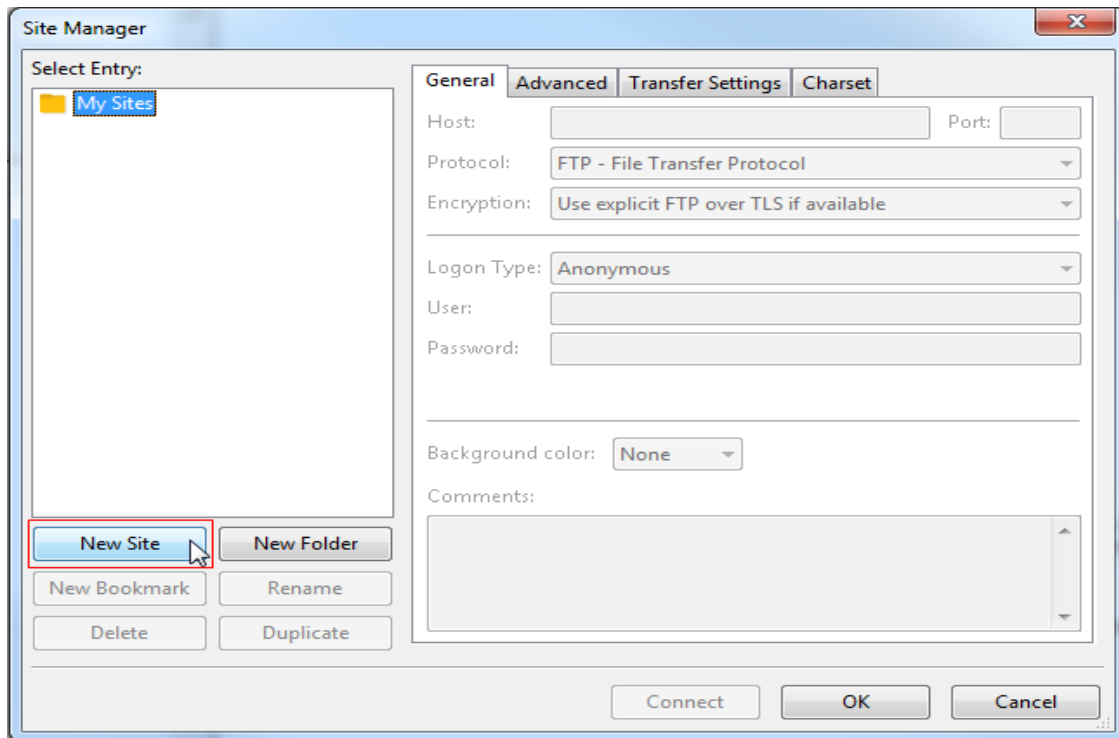 Site Manager
Select Entry:
My Sites
New Site New Folder
New Bookmark Rename
Delete Duplicate
General Advanced Transfer Settings Charset
Host: Port:
Protocol: FTP - File Transfer Protocol
Encryption: Use explicit FTP over TLS if available
Logon Type: Anonymous
User:
Password:
Background color: None
Comments:
Connect OK Cancel